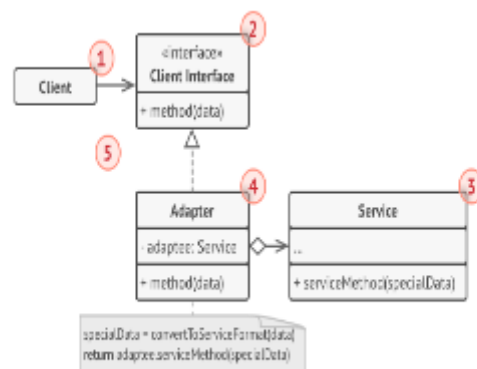 1
2
«interface»
Client
Client Interface
+ method(data)
5
4
3
Adapter
Service
- adaptee: Service
...
+ method(data)
+ serviceMethod(specialData)
specialData = convertToServiceFormat(data)
return adaptee.serviceMethod(specialData)